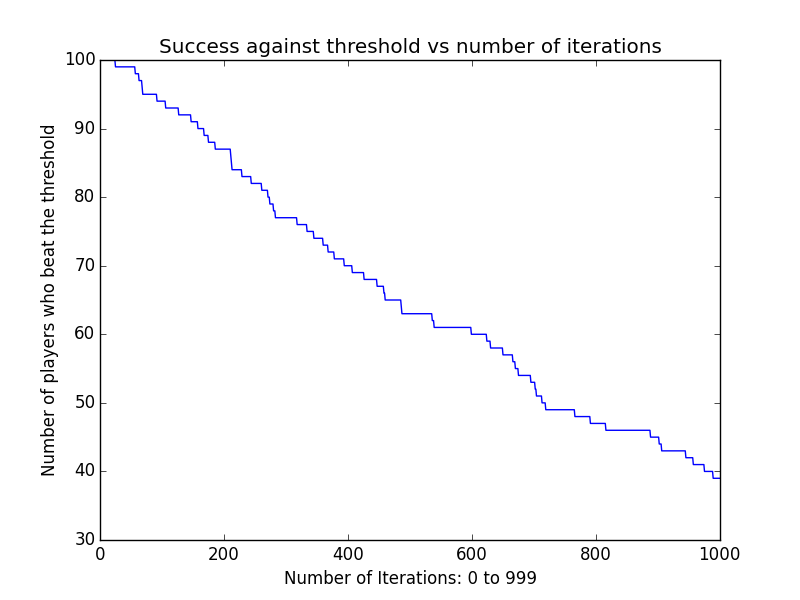 Success against threshold vs number of iterations
100
90
80
70
60
50
40
30
Number of players who beat the threshold
0 200 400 600 800 1000
Number of Iterations: 0 to 999